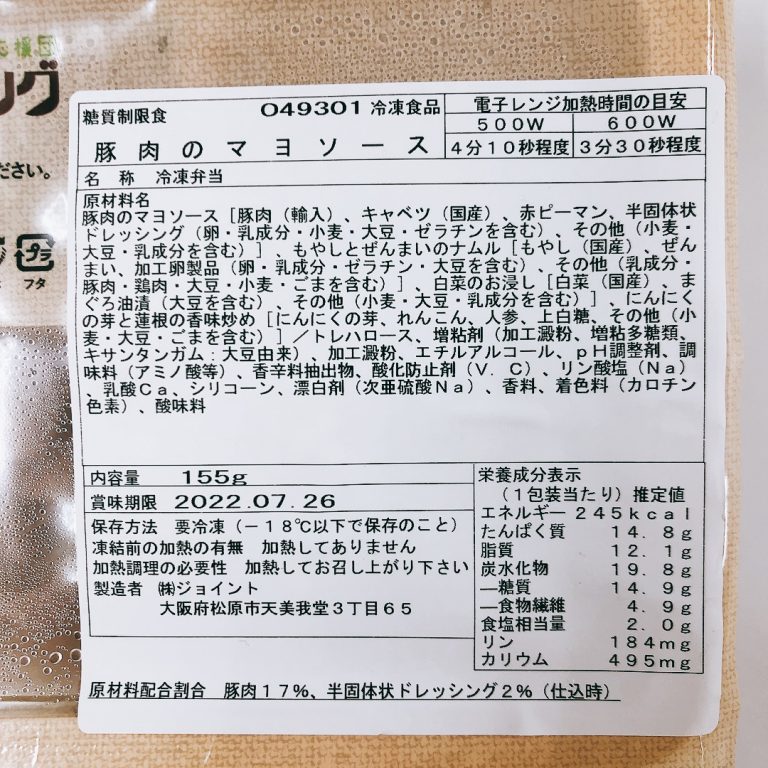 応援団
ング
ださい。
プラ
フタ
糖質制限食
049301 冷凍食品
電子レンジ加熱時間の目安
500W 600W
豚肉のマヨソース
4分10秒程度 3分30秒程度
名 称 冷凍弁当
原材料名
豚肉のマヨソース［豚肉（輸入）、キャベツ（国産）、赤ピーマン、半固体状
ドレッシング（卵・乳成分・小麦・大豆・ゼラチンを含む）、その他（小麦・
大豆・乳成分を含む）］、もやしとぜんまいのナムル［もやし（国産）、ぜん
まい、加工卵製品（卵・乳成分・ゼラチン・大豆を含む）、その他（乳成分・
豚肉・鶏肉・大豆・小麦・ごまを含む）］、白菜のお浸し［白菜（国産）、ま
ぐろ油漬（大豆を含む）、その他（小麦・大豆・乳成分を含む）］、にんにく
の芽と蓮根の香味炒め［にんにくの芽、れんこん、人参、上白糖、その他（小
麦・大豆・ごまを含む）］／トレハロース、増粘剤（加工澱粉、増粘多糖類、
キサンタンガム：大豆由来）、加工澱粉、エチルアルコール、ｐＨ調整剤、調
味料（アミノ酸等）、香辛料抽出物、酸化防止剤（Ｖ．Ｃ）、リン酸塩（Ｎａ）
、乳酸Ｃａ、シリコーン、漂白剤（次亜硫酸Ｎａ）、香料、着色料（カロチン
色素）、酸味料
内容量 155g
賞味期限 2022.07.26
保存方法 要冷凍（－18℃以下で保存のこと）
凍結前の加熱の有無 加熱してありません
加熱調理の必要性 加熱してお召し上がり下さい
製造者 ㈱ジョイント
大阪府松原市天美我堂３丁目６５
栄養成分表示
（１包装当たり）推定値
エネルギー 245kcal
たんぱく質 14.8g
脂質 12.1g
炭水化物 19.8g
―糖質 14.9g
―食物繊維 4.9g
食塩相当量 2.0g
リン 184mg
カリウム 495mg
原材料配合割合 豚肉１７％、半固体状ドレッシング２％（仕込時）